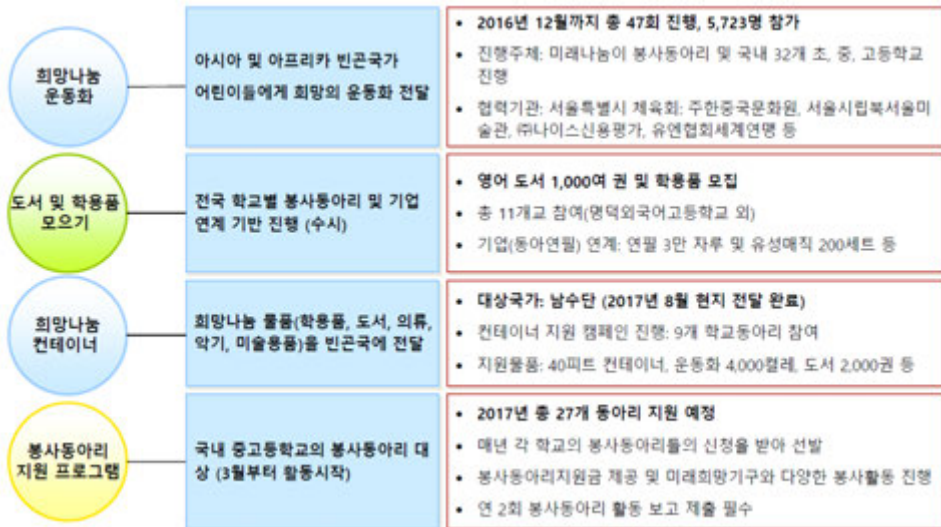 희망나눔
운동화
아시아 및 아프리카 빈곤국가
어린이들에게 희망의 운동화 전달
• 2016년 12월까지 총 47회 진행, 5,723명 참가
• 진행주체: 미래나눔이 봉사동아리 및 국내 32개 초, 중, 고등학교
진행
• 협력기관: 서울특별시 체육회: 주한중국문화원, 서울시립북서울미
술관, ㈜나이스신용평가, 유엔협회세계연맹 등
도서 및 학용품
모으기
전국 학교별 봉사동아리 및 기업
연계 기반 진행 (수시)
• 영어 도서 1,000여 권 및 학용품 모집
• 총 11개교 참여(명덕외국어고등학교 외)
• 기업(동아연필) 연계: 연필 3만 자루 및 유성매직 200세트 등
희망나눔
컨테이너
희망나눔 물품(학용품, 도서, 의류,
악기, 미술용품)을 빈곤국에 전달
• 대상국가: 남수단 (2017년 8월 현지 전달 완료)
• 컨테이너 지원 캠페인 진행: 9개 학교동아리 참여
• 지원물품: 40피트 컨테이너, 운동화 4,000켤레, 도서 2,000권 등
봉사동아리
지원 프로그램
국내 중고등학교의 봉사동아리 대
상 (3월부터 활동시작)
• 2017년 총 27개 동아리 지원 예정
• 매년 각 학교의 봉사동아리들의 신청을 받아 선발
• 봉사동아리지원금 제공 및 미래희망기구와 다양한 봉사활동 진행
• 연 2회 봉사동아리 활동 보고 제출 필수